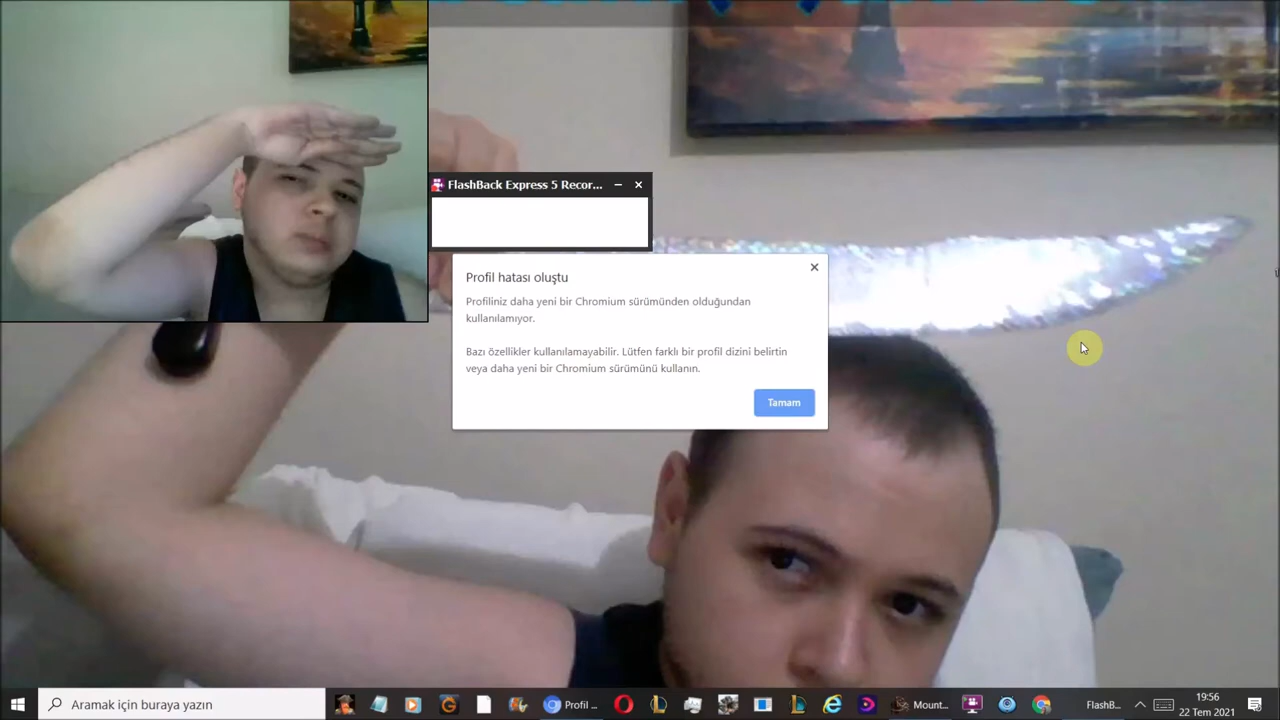 FlashBack Express 5 Recor...
Profil hatası oluştu
Profiliniz daha yeni bir Chromium sürümünden olduğundan
kullanılamıyor.
Bazı özellikler kullanılamayabilir. Lütfen farklı bir profil dizini belirtin
veya daha yeni bir Chromium sürümünü kullanın.
Tamam
Aramak için buraya yazın
Profil ...
Mount...
FlashB...
19:56
22 Tem 2021